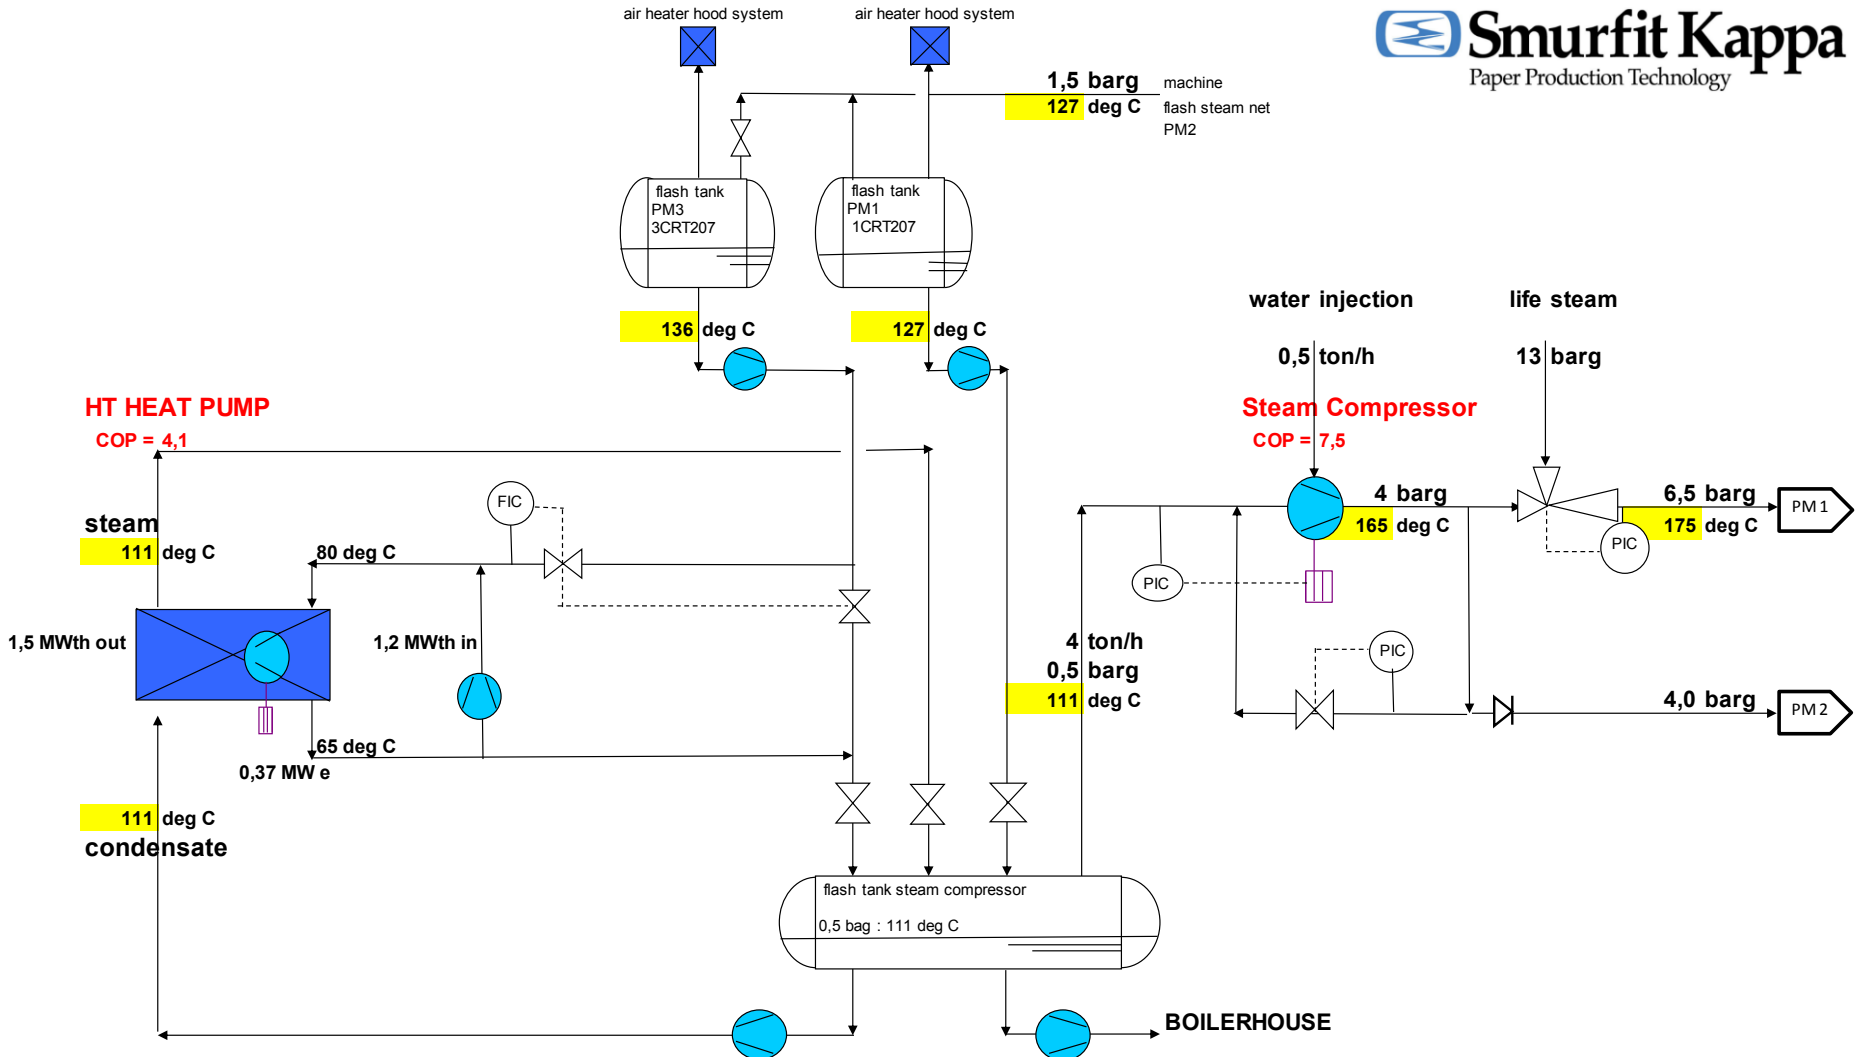 air heater hood system
air heater hood system
Smurfit Kappa
Paper Production Technology
1,5 barg
machine
127 deg C
flash steam net
PM2
flash tank
PM3
3CRT207
flash tank
PM1
1CRT207
136 deg C
127 deg C
water injection
life steam
0,5 ton/h
13 barg
HT HEAT PUMP
COP = 4,1
Steam Compressor
COP = 7,5
FIC
4 barg
6,5 barg
PM 1
steam
111 deg C
80 deg C
165 deg C
175 deg C
PIC
PIC
1,5 MWth out
1,2 MWth in
4 ton/h
0,5 barg
111 deg C
PIC
4,0 barg
PM 2
65 deg C
0,37 MW e
111 deg C
condensate
flash tank steam compressor
0,5 bag : 111 deg C
BOILERHOUSE